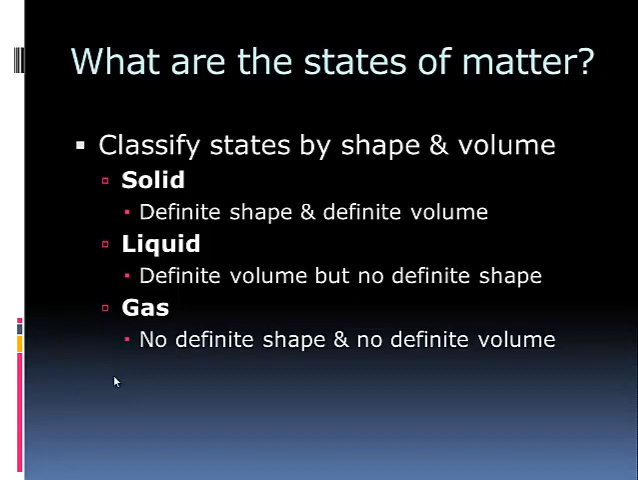 What are the states of matter?
Classify states by shape & volume
Solid
Definite shape & definite volume
Liquid
Definite volume but no definite shape
Gas
No definite shape & no definite volume